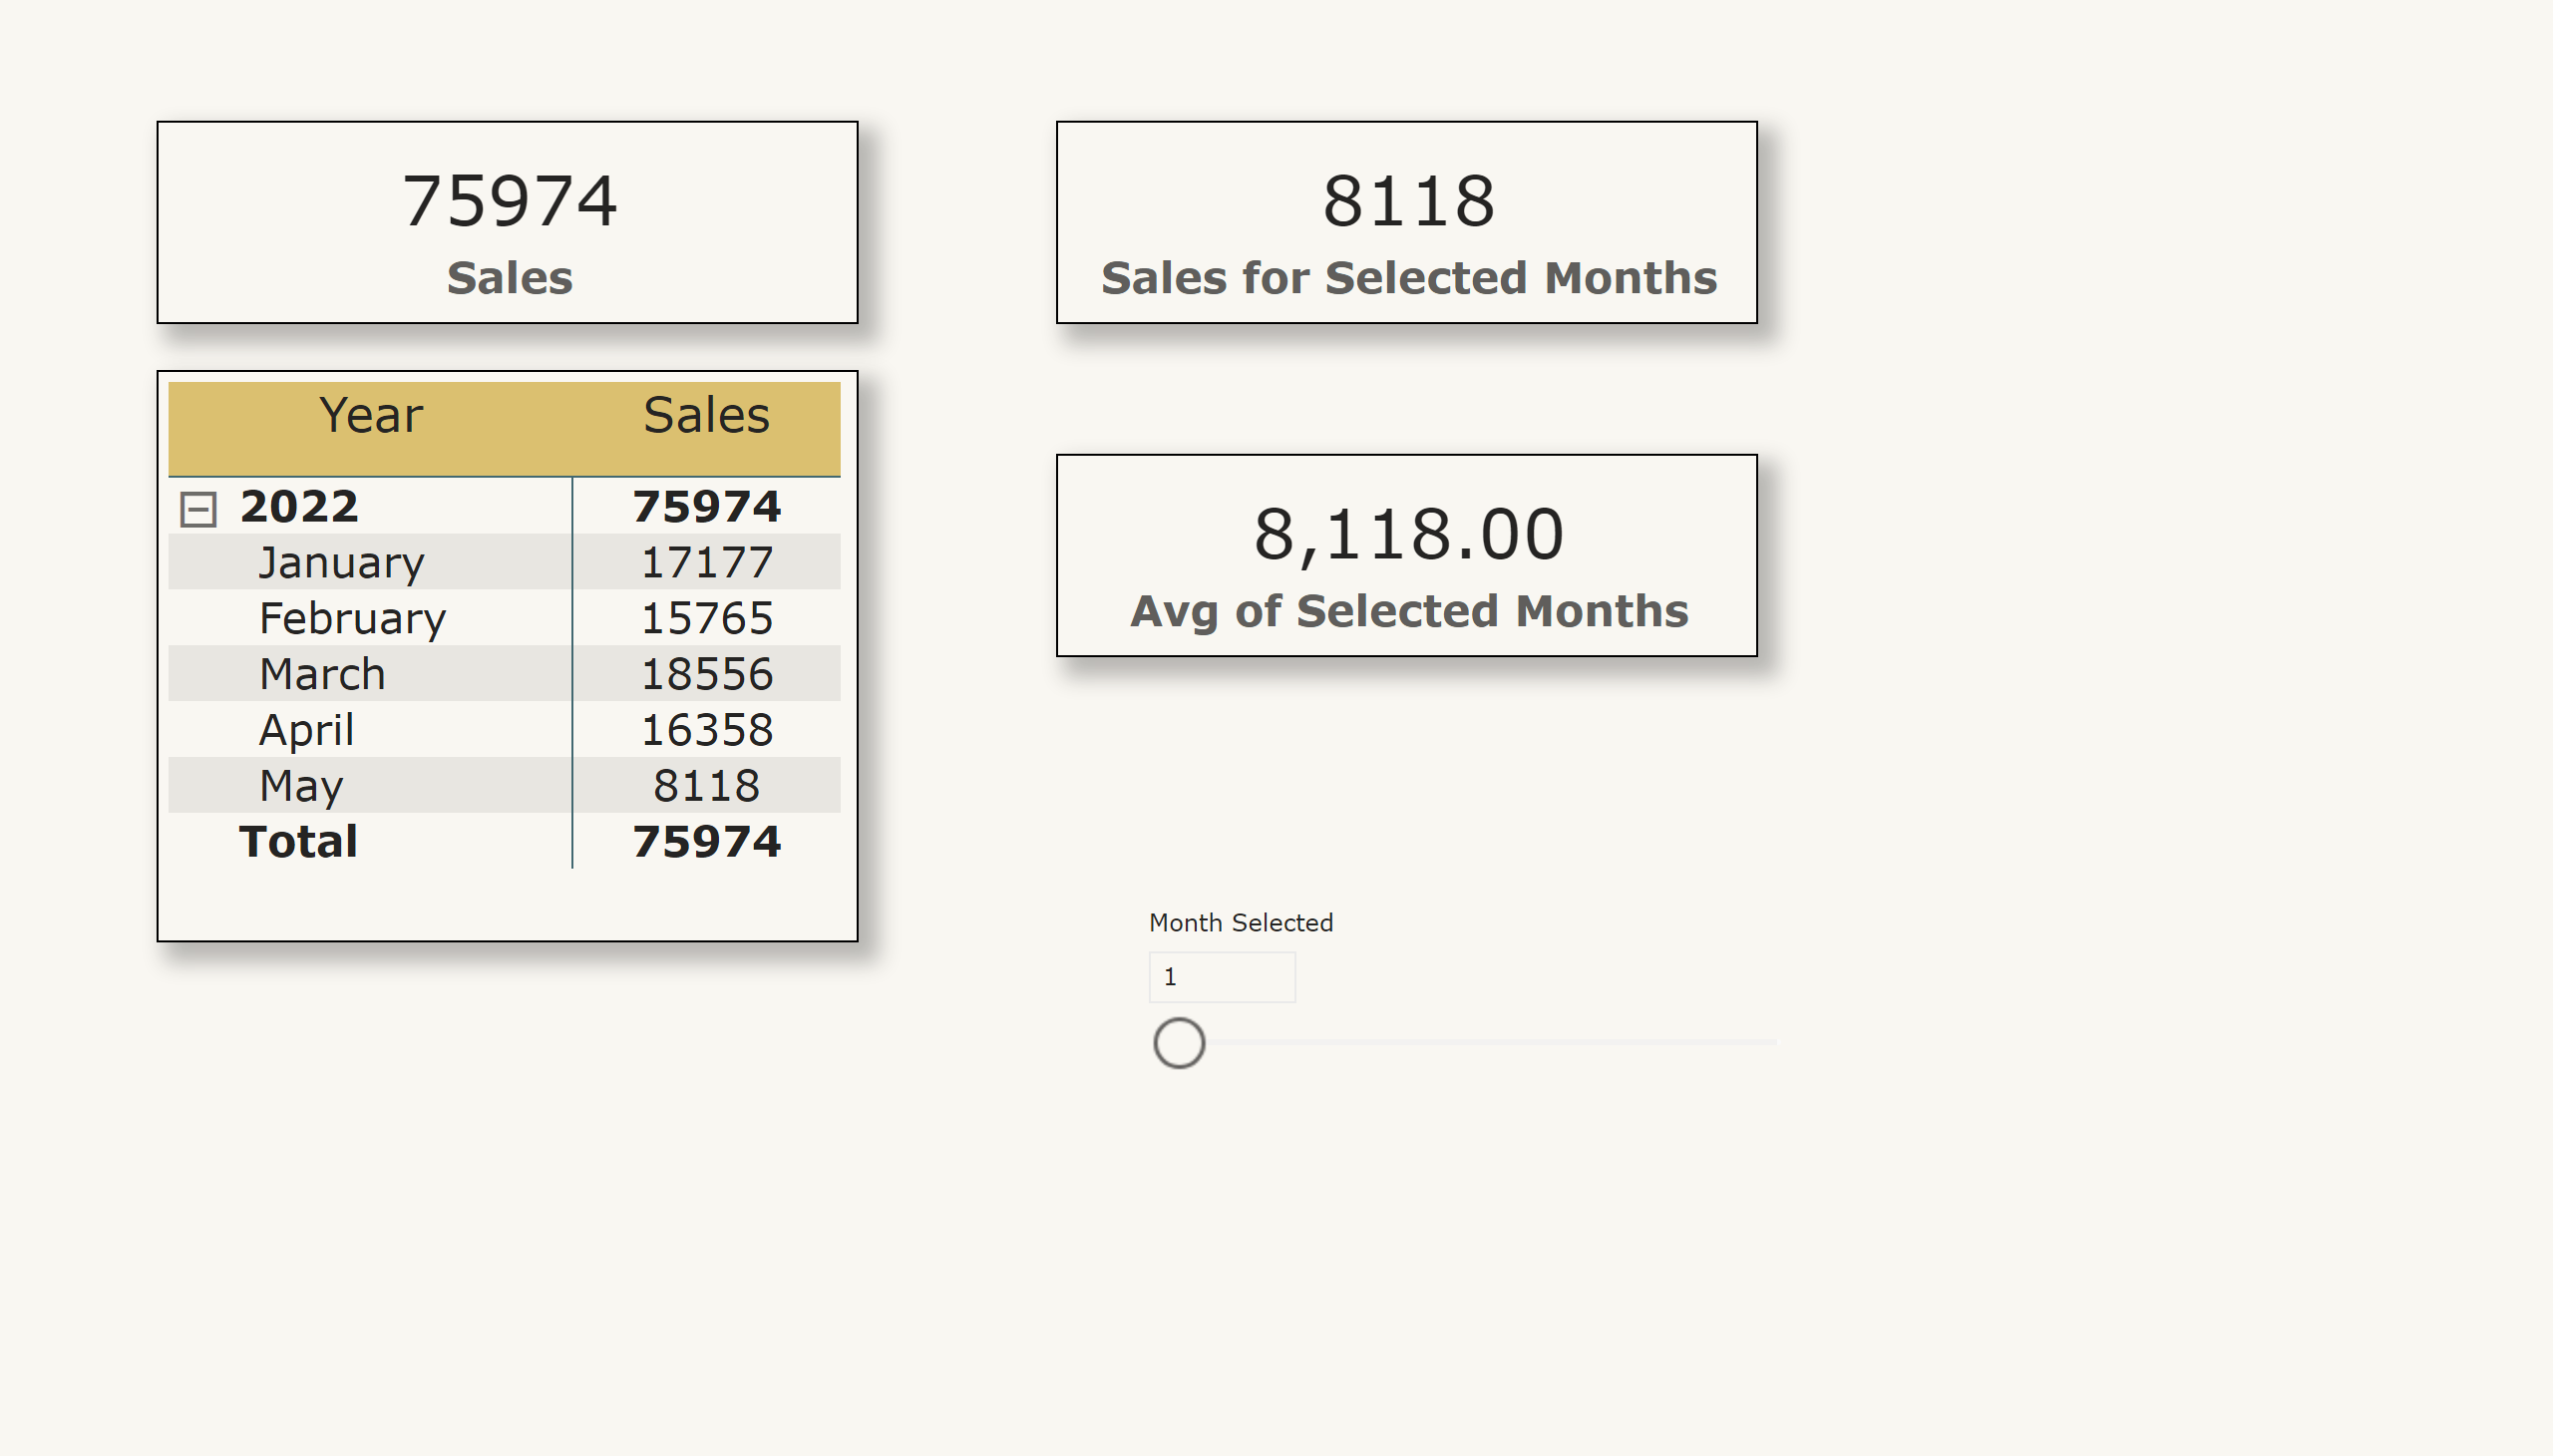 75974
Sales
8118
Sales for Selected Months
Year Sales
2022 75974
January 17177
February 15765
March 18556
April 16358
May 8118
Total 75974
8,118.00
Avg of Selected Months
Month Selected
1